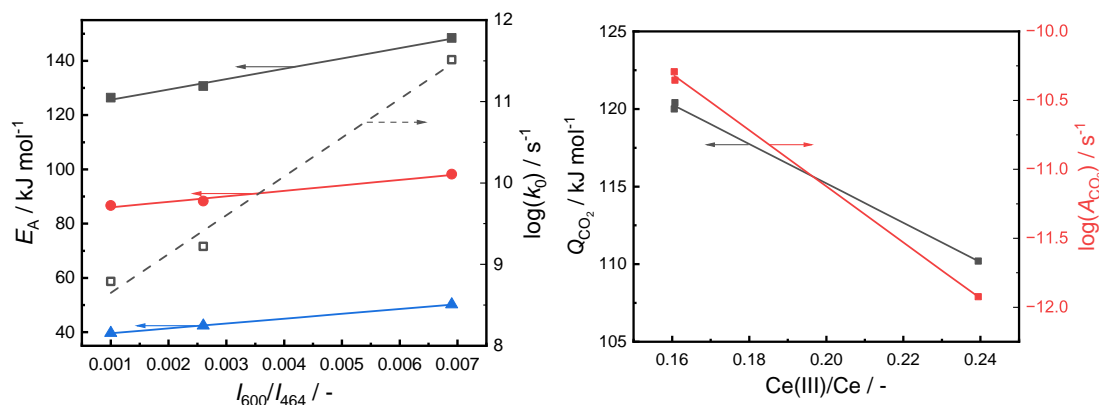 E_A / kJ mol⁻¹
140
120
100
80
60
40
0.001 0.002 0.003 0.004 0.005 0.006 0.007
I₆₀₀/I₄₆₄ / -
12
11
10
9
8
log(k₀) / s⁻¹
Q_CO₂ / kJ mol⁻¹
125
120
115
110
105
0.16 0.18 0.20 0.22 0.24
Ce(III)/Ce / -
−10.0
−10.5
−11.0
−11.5
−12.0
log(A_CO₂) / s⁻¹